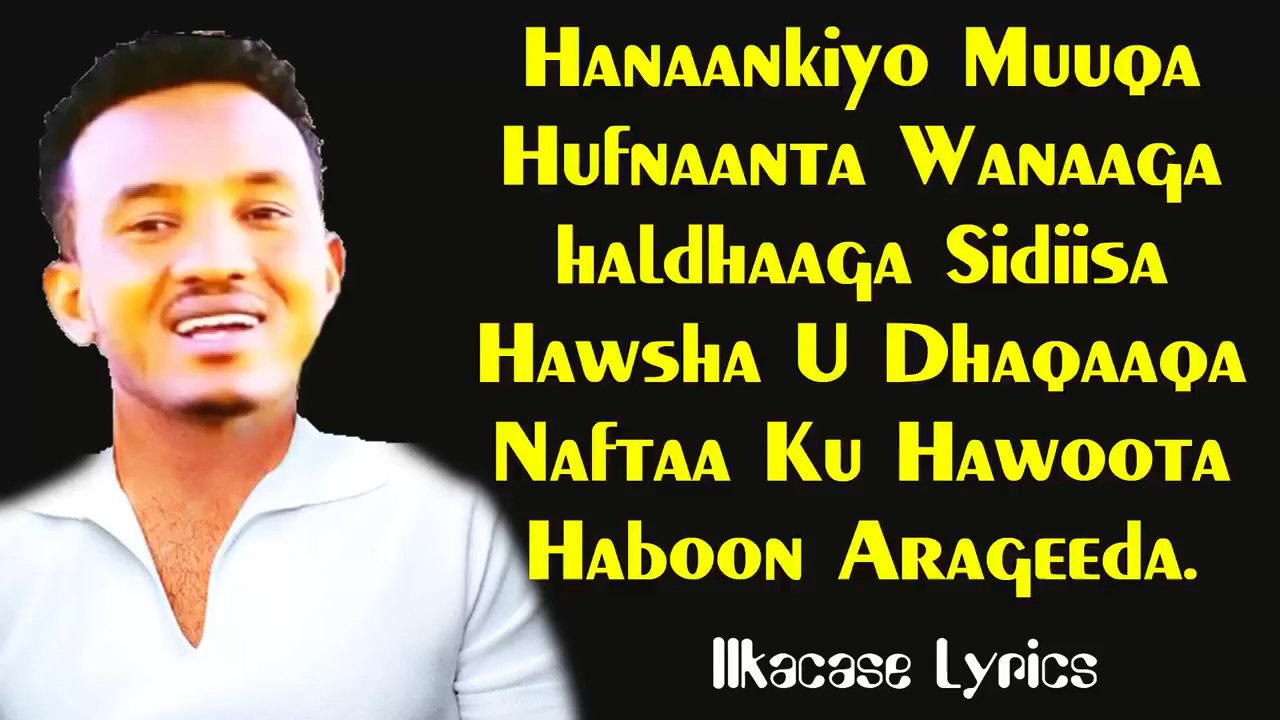 Hanaankiyo Muuqa
Hufnaanta Wanaaga
haldhaaga Sidiisa
Hawsha U Dhaqaaqa
Naftaa Ku Hawoota
Haboon Arageeda.
Ilkacase Lyrics